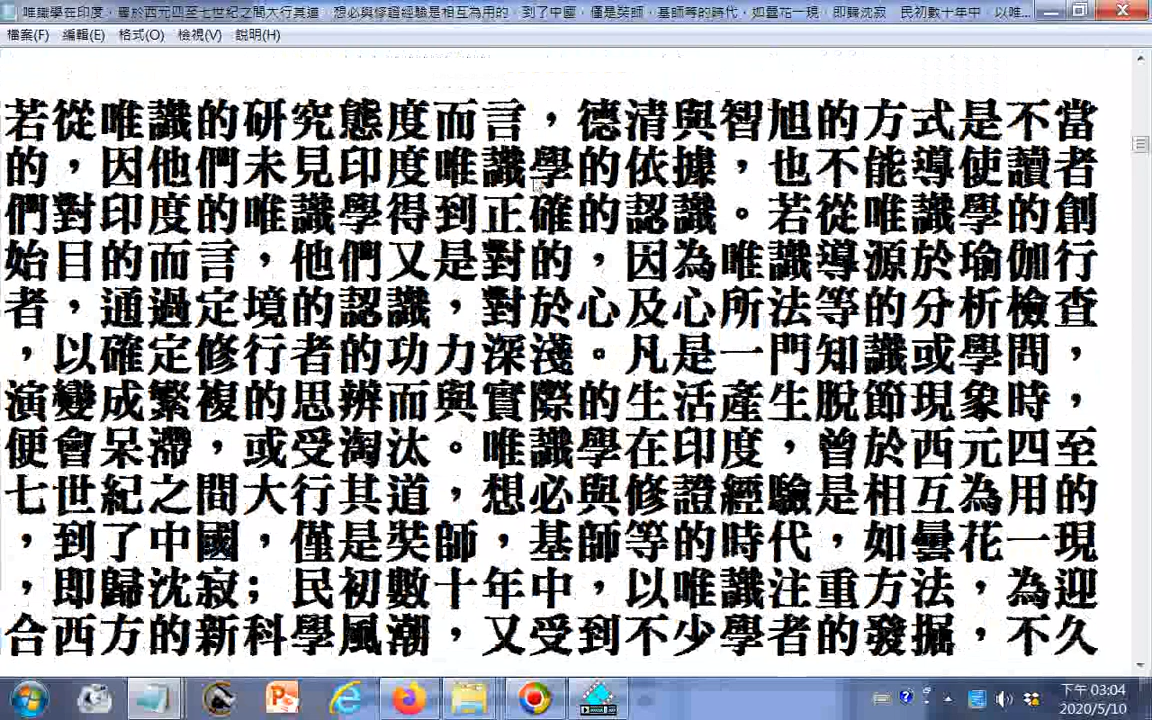 唯識學在印度，曾於西元四至七世紀之間大行其道，想必與修證經驗是相互為用的，到了中國，僅是奘師，基師等的時代，如曇花一現，即歸沈寂　民初數十年中，以唯...
檔案(F) 編輯(E) 格式(O) 檢視(V) 說明(H)
若從唯識的研究態度而言，德清與智旭的方式是不當
的，因他們未見印度唯識學的依據，也不能導使讀者
們對印度的唯識學得到正確的認識。若從唯識學的創
始目的而言，他們又是對的，因為唯識導源於瑜伽行
者，通過定境的認識，對於心及心所法等的分析檢查
，以確定修行者的功力深淺。凡是一門知識或學問，
演變成繁複的思辨而與實際的生活產生脫節現象時，
便會呆滯，或受淘汰。唯識學在印度，曾於西元四至
七世紀之間大行其道，想必與修證經驗是相互為用的
，到了中國，僅是奘師，基師等的時代，如曇花一現
，即歸沈寂；民初數十年中，以唯識注重方法，為迎
合西方的新科學風潮，又受到不少學者的發掘，不久
下午 03:04
2020/5/10